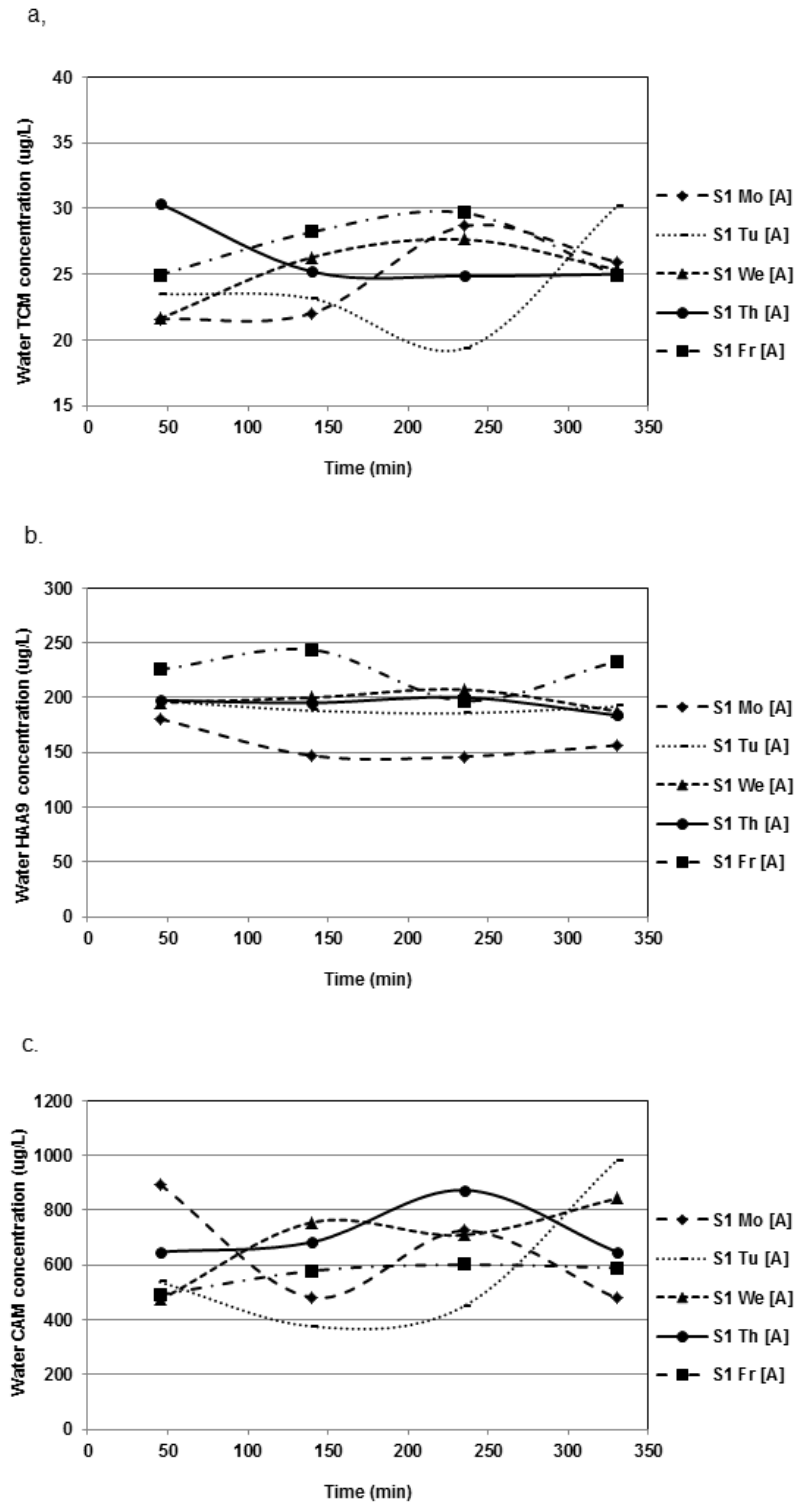 a,
Water TCM concentration (ug/L)
40
35
30
25
20
15
0 50 100 150 200 250 300 350
Time (min)
S1 Mo [A]
S1 Tu [A]
S1 We [A]
S1 Th [A]
S1 Fr [A]
b.
Water HAA9 concentration (ug/L)
300
250
200
150
100
50
0
0 50 100 150 200 250 300 350
Time (min)
S1 Mo [A]
S1 Tu [A]
S1 We [A]
S1 Th [A]
S1 Fr [A]
c.
Water CAM concentration (ug/L)
1200
1000
800
600
400
200
0
0 50 100 150 200 250 300 350
Time (min)
S1 Mo [A]
S1 Tu [A]
S1 We [A]
S1 Th [A]
S1 Fr [A]